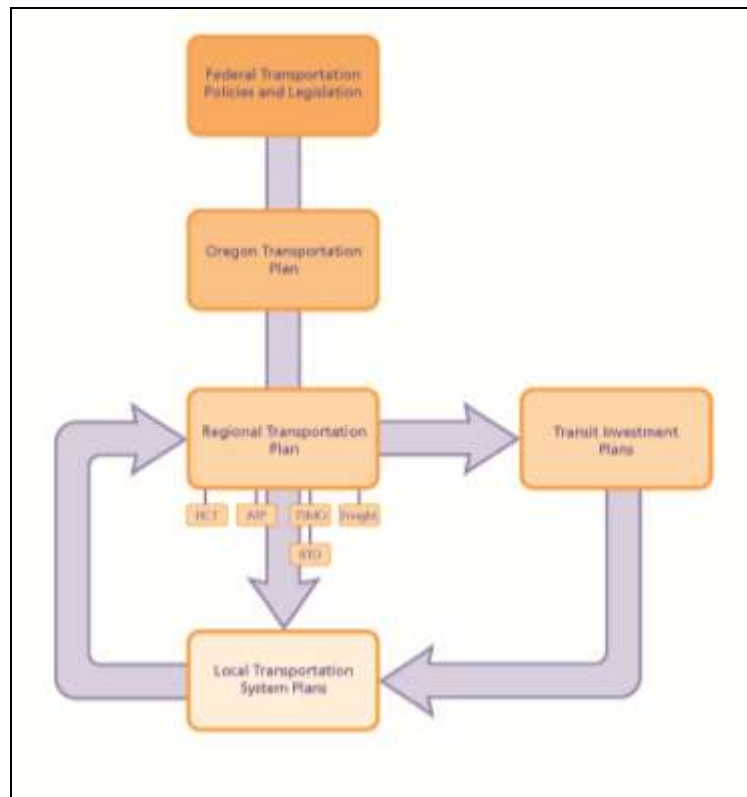 Federal Transportation
Policies and Legislation
Oregon Transportation
Plan
Regional Transportation
Plan
Transit Investment
Plans
HCT
ATP
TSMO
Freight
RTO
Local Transportation
System Plans